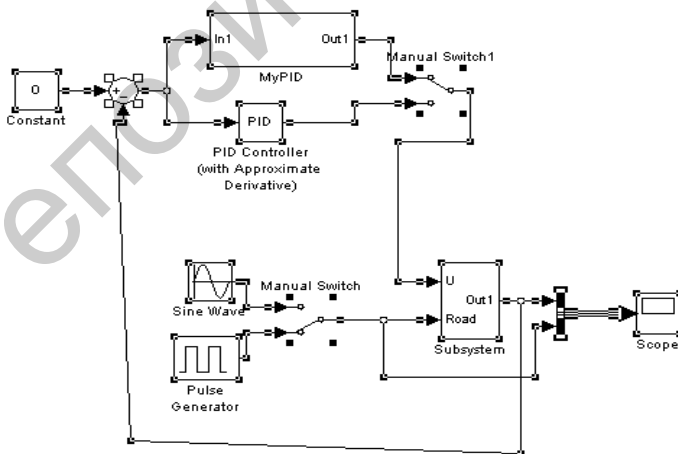 In1
Out1
MyPID
Manual Switch1
0
Constant
+
−
PID
PID Controller
(with Approximate
Derivative)
Sine Wave
Manual Switch
U
Out1
Road
Subsystem
Scope
Pulse
Generator
епози